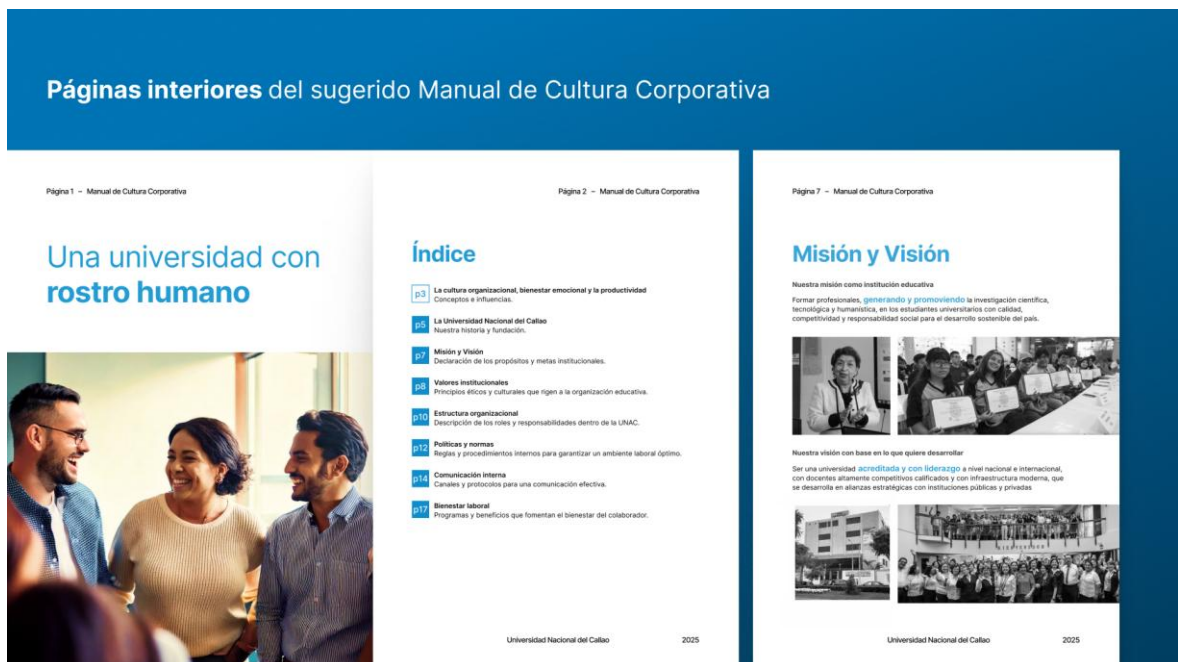 Páginas interiores del sugerido Manual de Cultura Corporativa
Página 1 – Manual de Cultura Corporativa
Una universidad con
rostro humano
Página 2 – Manual de Cultura Corporativa
Índice
p3 La cultura organizacional, bienestar emocional y la productividad
Conceptos e influencias.
p5 La Universidad Nacional del Callao
Nuestra historia y fundación.
p7 Misión y Visión
Declaración de los propósitos y metas institucionales.
p8 Valores institucionales
Principios éticos y culturales que rigen a la organización educativa.
p10 Estructura organizacional
Descripción de los roles y responsabilidades dentro de la UNAC.
p12 Políticas y normas
Reglas y procedimientos internos para garantizar un ambiente laboral óptimo.
p14 Comunicación interna
Canales y protocolos para una comunicación efectiva.
p17 Bienestar laboral
Programas y beneficios que fomentan el bienestar del colaborador.
Universidad Nacional del Callao 2025
Página 7 – Manual de Cultura Corporativa
Misión y Visión
Nuestra misión como institución educativa
Formar profesionales, generando y promoviendo la investigación científica,
tecnológica y humanística, en los estudiantes universitarios con calidad,
competitividad y responsabilidad social para el desarrollo sostenible del país.
Nuestra visión con base en lo que quiere desarrollar
Ser una universidad acreditada y con liderazgo a nivel nacional e internacional,
con docentes altamente competitivos calificados y con infraestructura moderna, que
se desarrolla en alianzas estratégicas con instituciones públicas y privadas
Universidad Nacional del Callao 2025